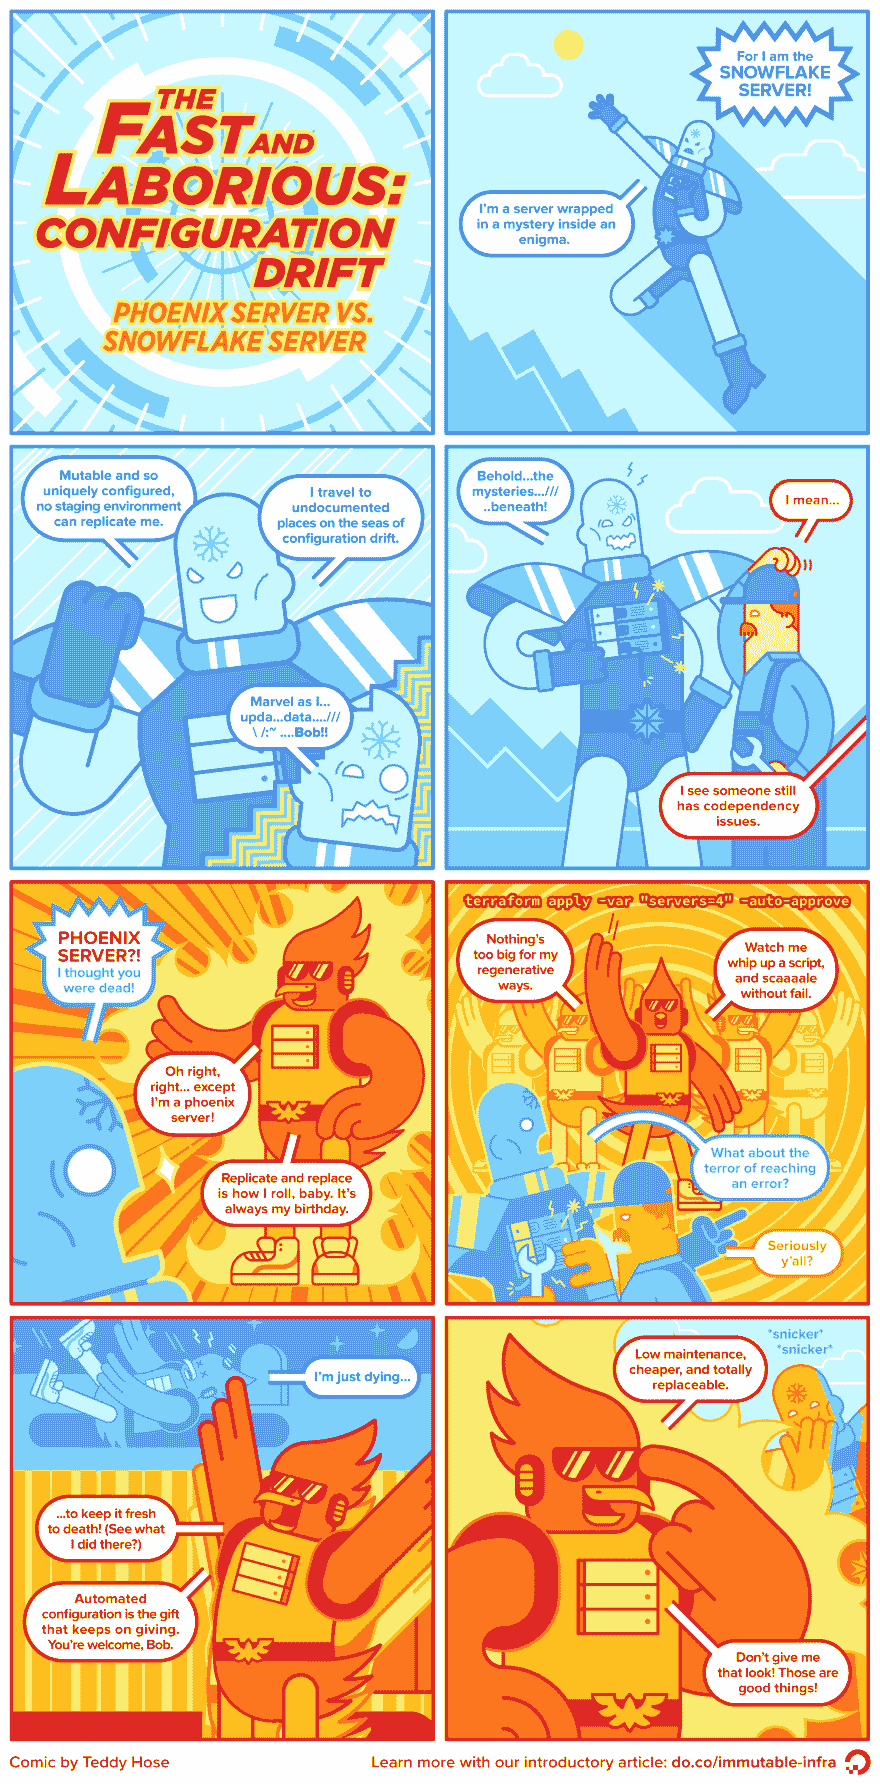 THE
FAST AND
LABORIOUS:
CONFIGURATION
DRIFT
PHOENIX SERVER VS.
SNOWFLAKE SERVER
For I am the
SNOWFLAKE
SERVER!
I'm a server wrapped
in a mystery inside an
enigma.
Mutable and so
uniquely configured,
no staging environment
can replicate me.
I travel to
undocumented
places on the seas of
configuration drift.
Marvel as I...
upda...data....///
\ /:~ ....Bob!!
Behold...the
mysteries...///
..beneath!
I mean...
I see someone still
has codependency
issues.
PHOENIX
SERVER?!
I thought you
were dead!
Oh right,
right... except
I'm a phoenix
server!
Replicate and replace
is how I roll, baby. It's
always my birthday.
terraform apply -var "servers=4" -auto-approve
Nothing's
too big for my
regenerative
ways.
Watch me
whip up a script,
and scaaaale
without fail.
What about the
terror of reaching
an error?
Seriously
y'all?
I'm just dying...
...to keep it fresh
to death! (See what
I did there?)
Automated
configuration is the gift
that keeps on giving.
You're welcome, Bob.
Low maintenance,
cheaper, and totally
replaceable.
*snicker*
*snicker*
Don't give me
that look! Those are
good things!
Comic by Teddy Hose
Learn more with our introductory article: do.co/immutable-infra